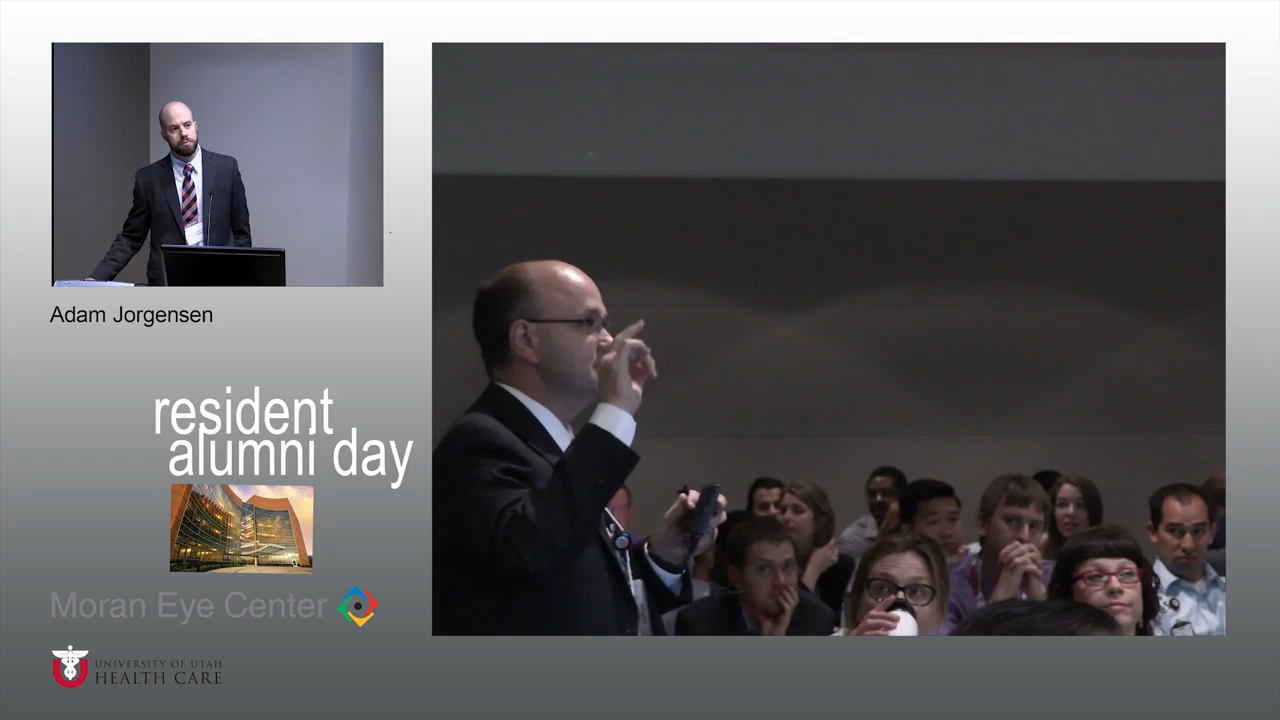 Adam Jorgensen
resident
alumni day
Moran Eye Center
UNIVERSITY OF UTAH
HEALTH CARE